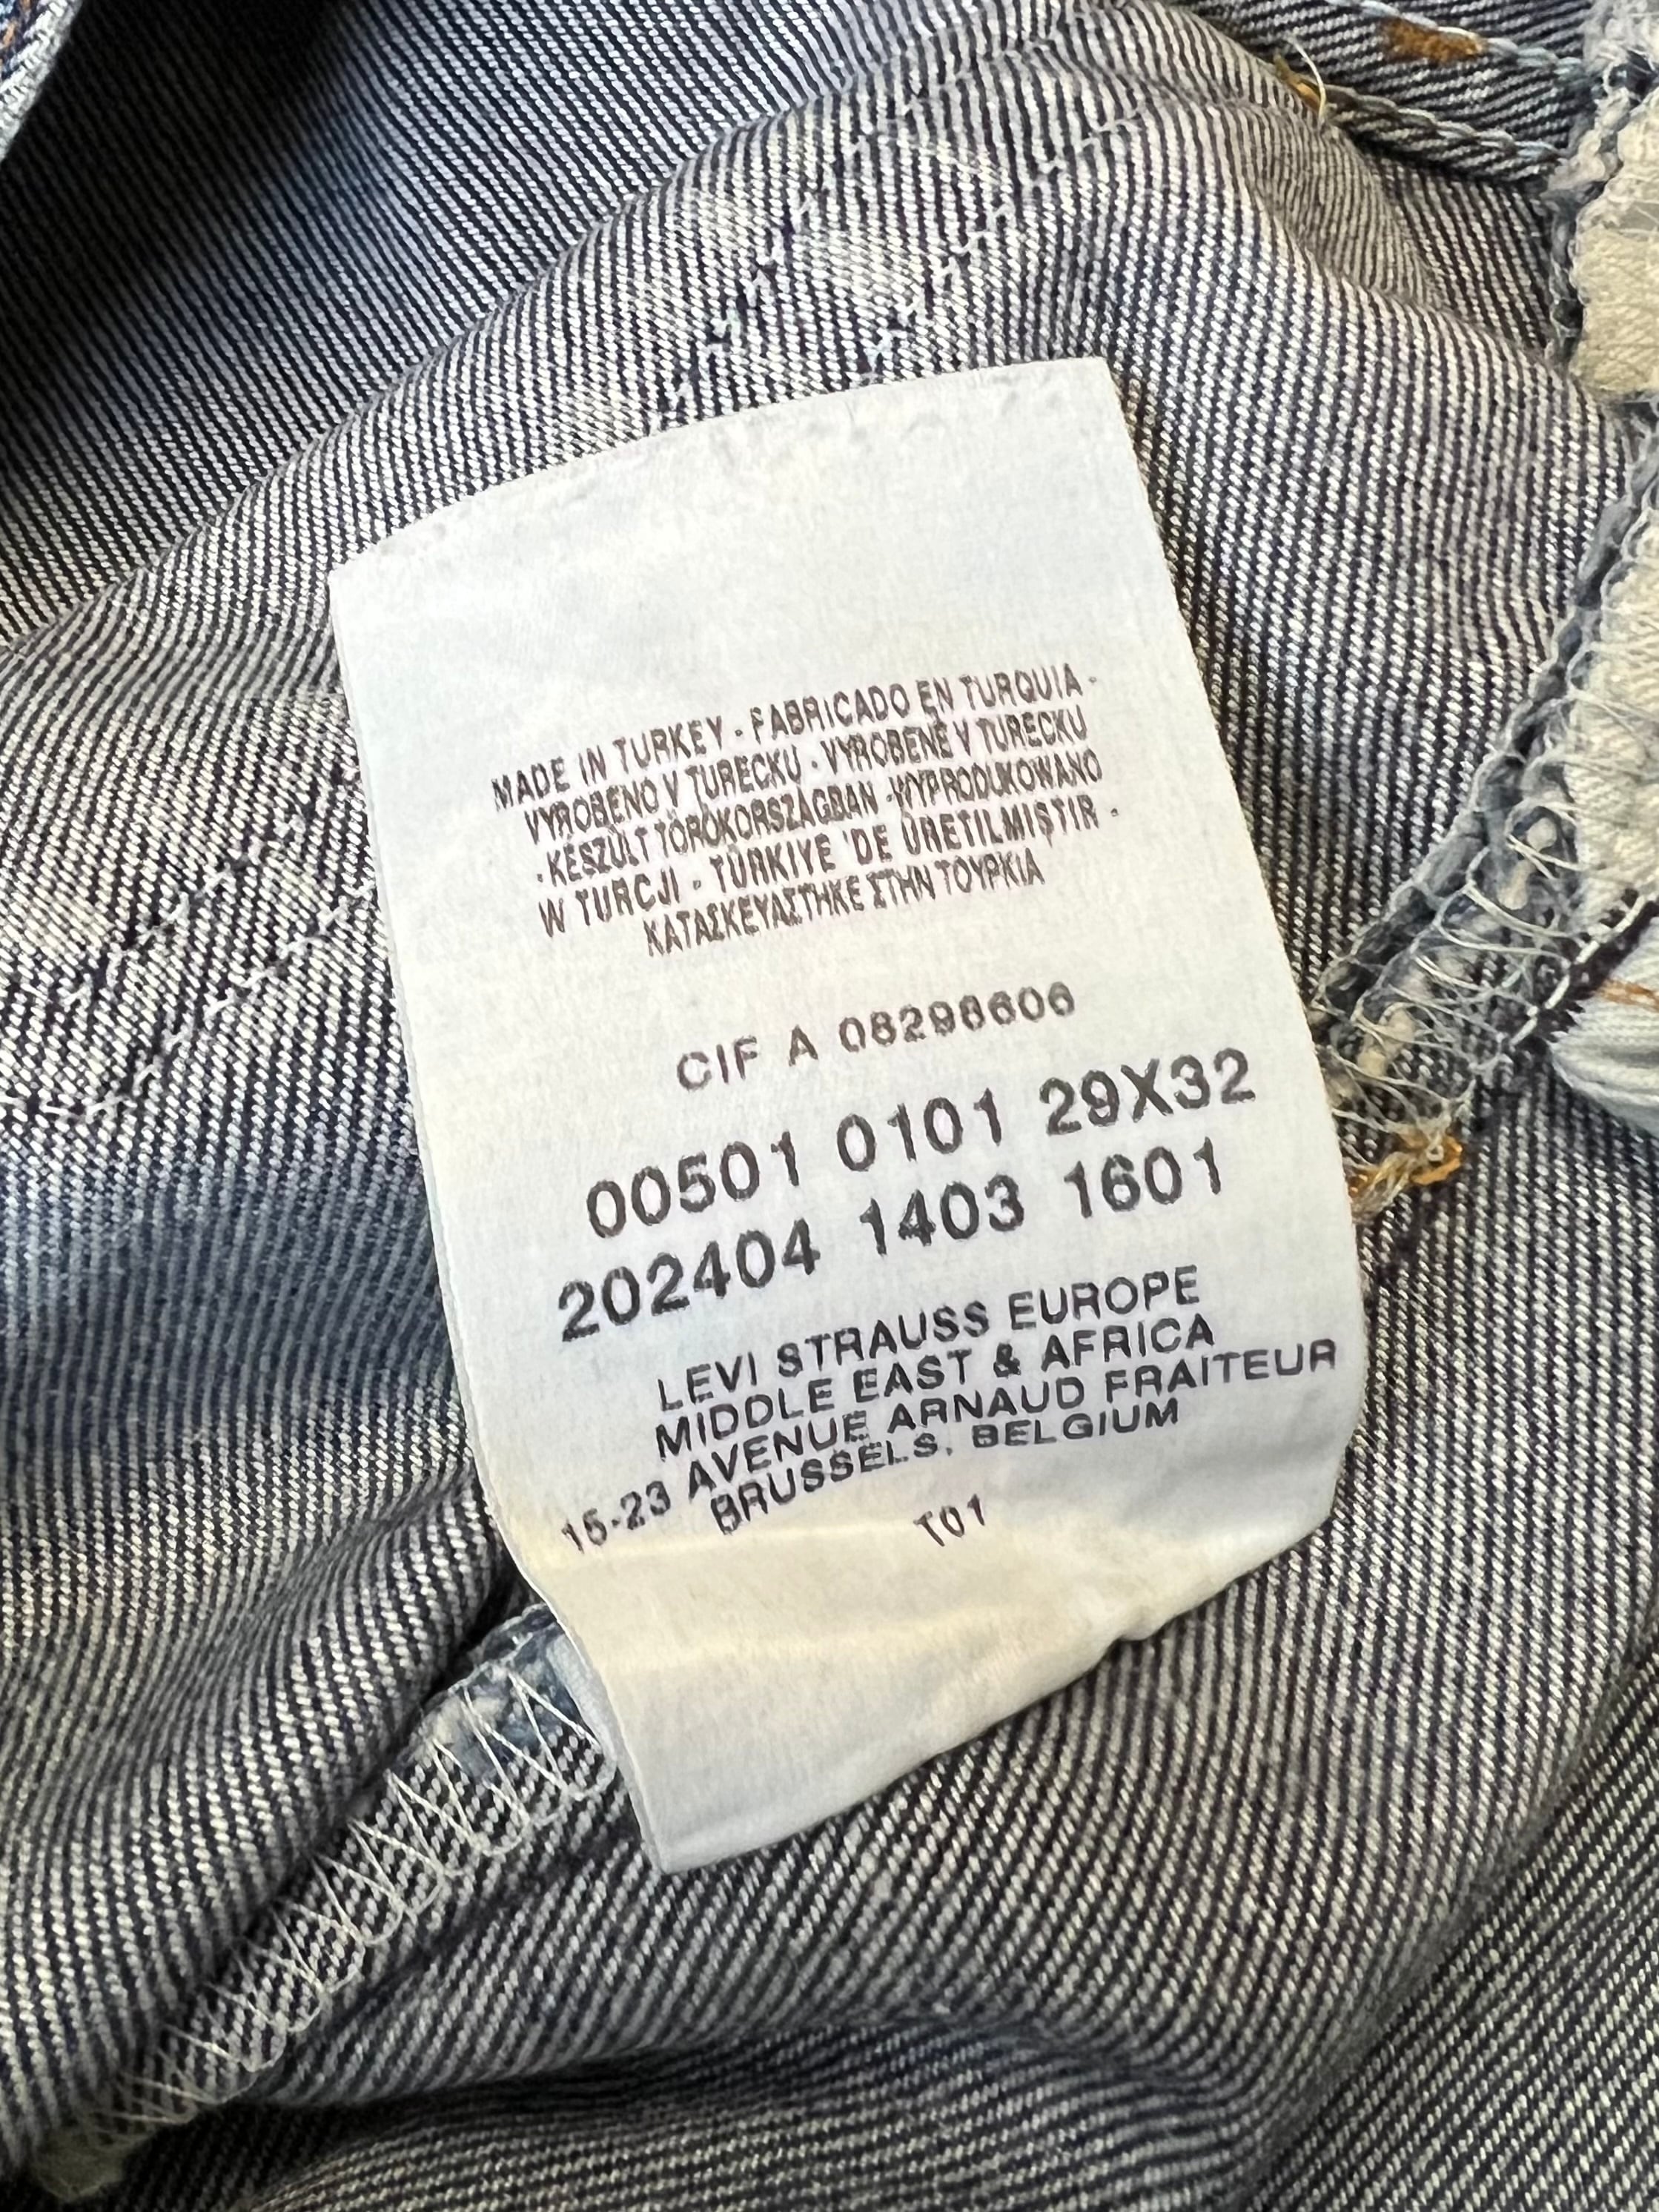 MADE IN TURKEY - FABRICADO EN TURQUIA -
VYROBENO V TURECKU - VYROBENÉ V TURECKU
- KÉSZÜLT TÖRÖKORSZÁGBAN - WYPRODUKOWANO
W TURCJI - TÜRKIYE 'DE ÜRETILMIŞTIR -
ΚΑΤΑΣΚΕΥΑΣΤΗΚΕ ΣΤΗΝ ΤΟΥΡΚΙΑ
CIF A 08298606
00501 0101 29X32
202404 1403 1601
LEVI STRAUSS EUROPE
MIDDLE EAST & AFRICA
15-23 AVENUE ARNAUD FRAITEUR
BRUSSELS, BELGIUM
T01